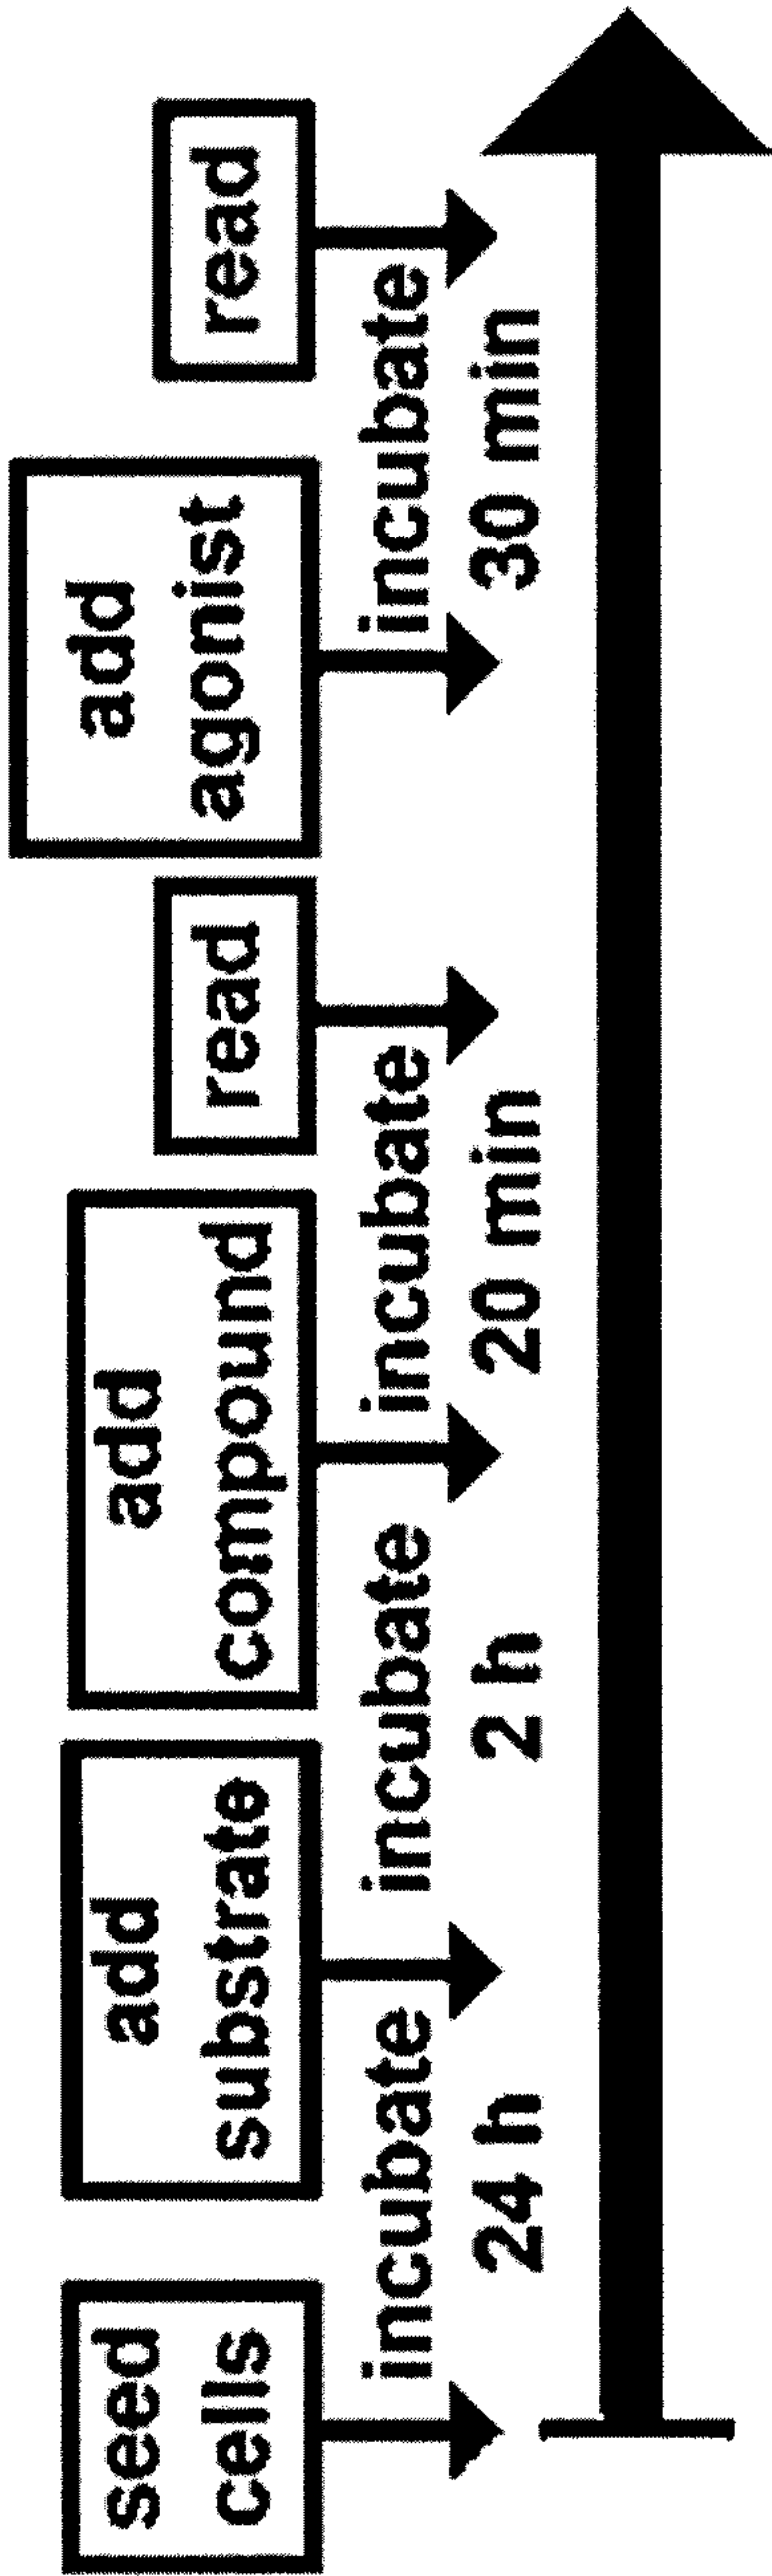 seed
cells
incubate
24 h
add
substrate
incubate
2 h
add
compound
incubate
20 min
read
add
agonist
incubate
30 min
read